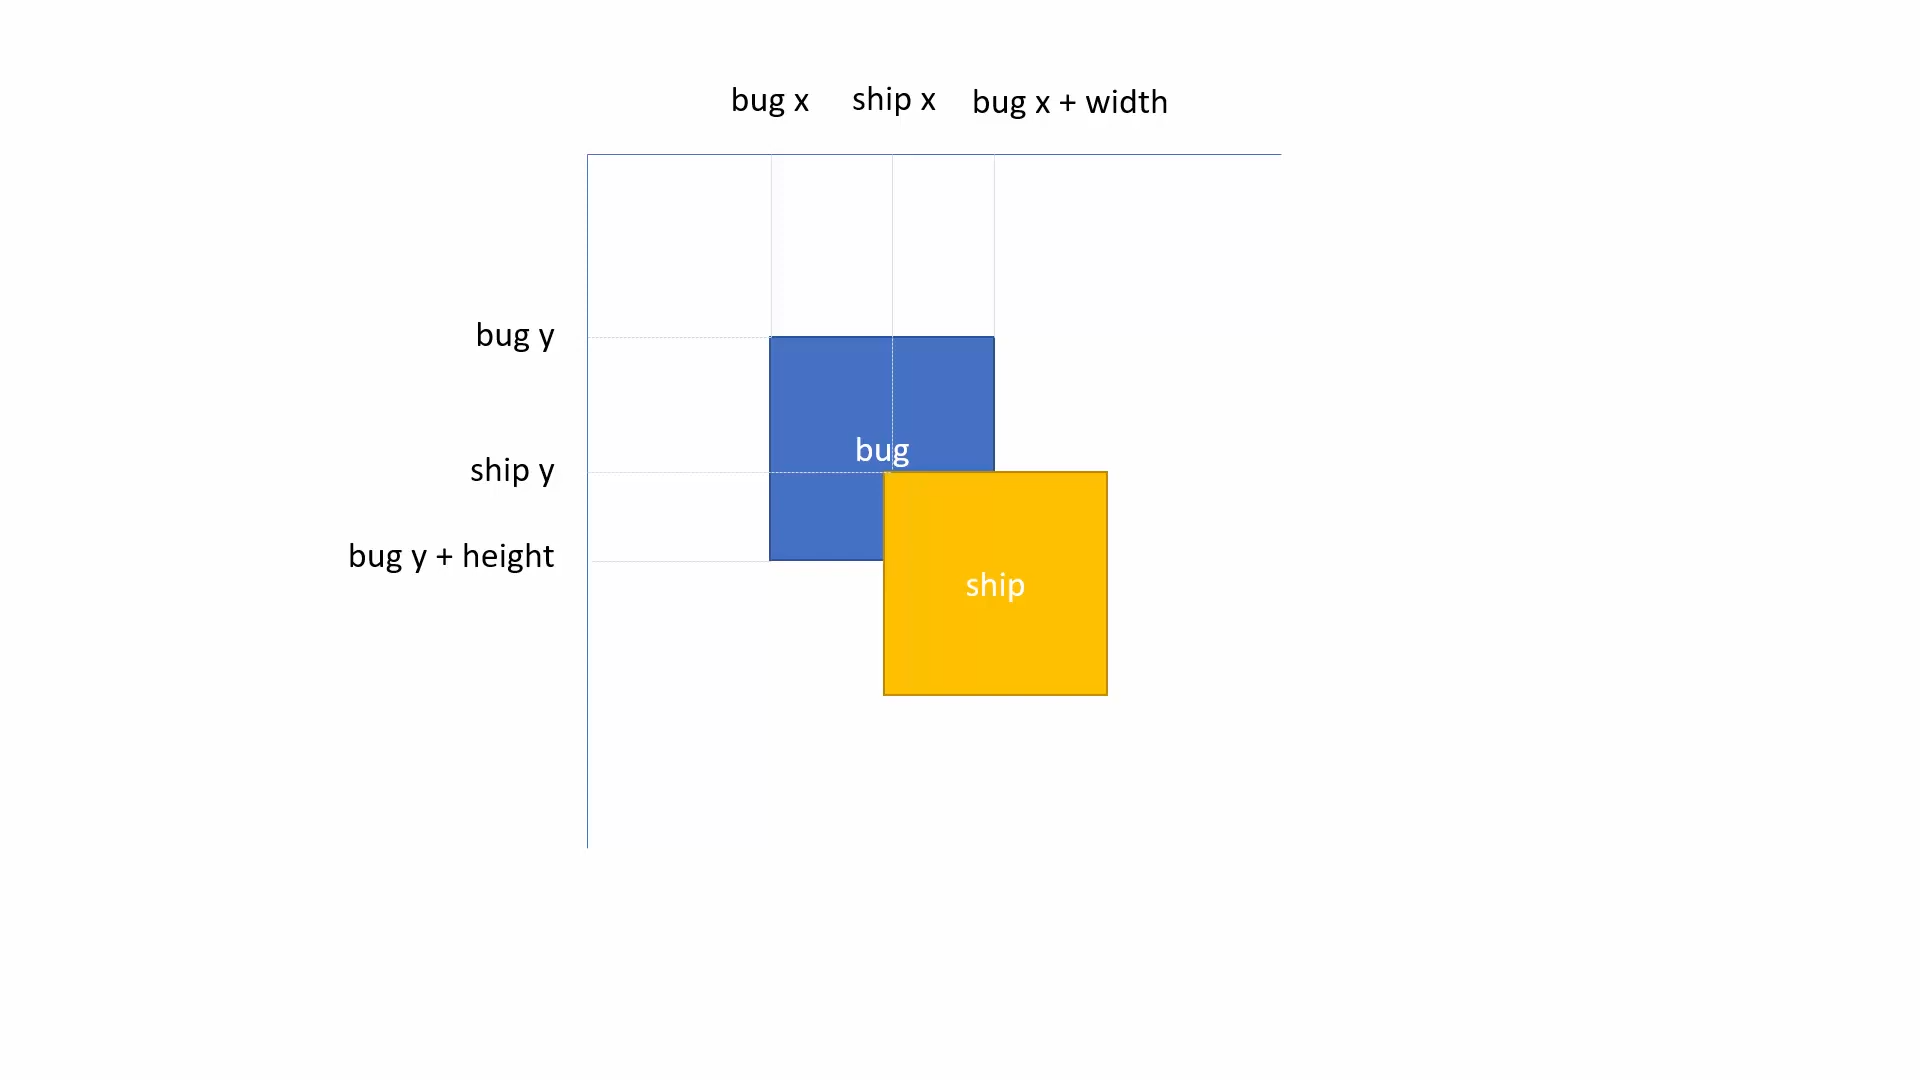 bug x
ship x
bug x + width
bug y
bug
ship y
bug y + height
ship